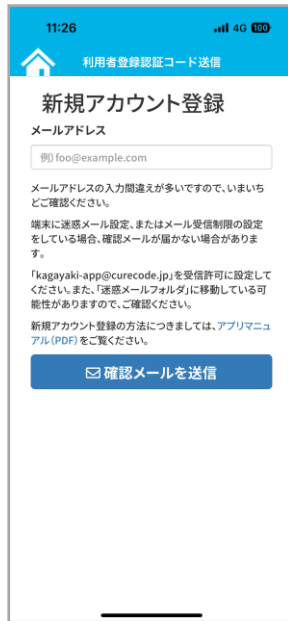 11:26
4G 100
利用者登録認証コード送信
新規アカウント登録
メールアドレス
例)foo@example.com
メールアドレスの入力間違えが多いですので、いまいち
どご確認ください。
端末に迷惑メール設定、またはメール受信制限の設定
をしている場合、確認メールが届かない場合がありま
す。
「kagayaki-app@curecode.jp」を受信許可に設定して
ください。また、「迷惑メールフォルダ」に移動している可
能性がありますので、ご確認ください。
新規アカウント登録の方法につきましては、アプリマニュ
アル(PDF)をご覧ください。
確認メールを送信